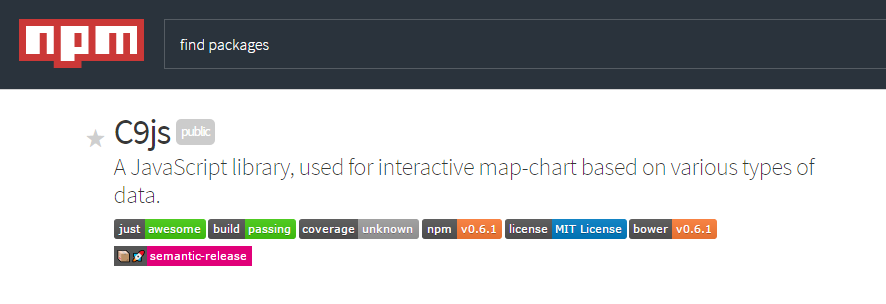 npm find packages
C9js public
A JavaScript library, used for interactive map-chart based on various types of
data.
just awesome build passing coverage unknown npm v0.6.1 license MIT License bower v0.6.1
semantic-release